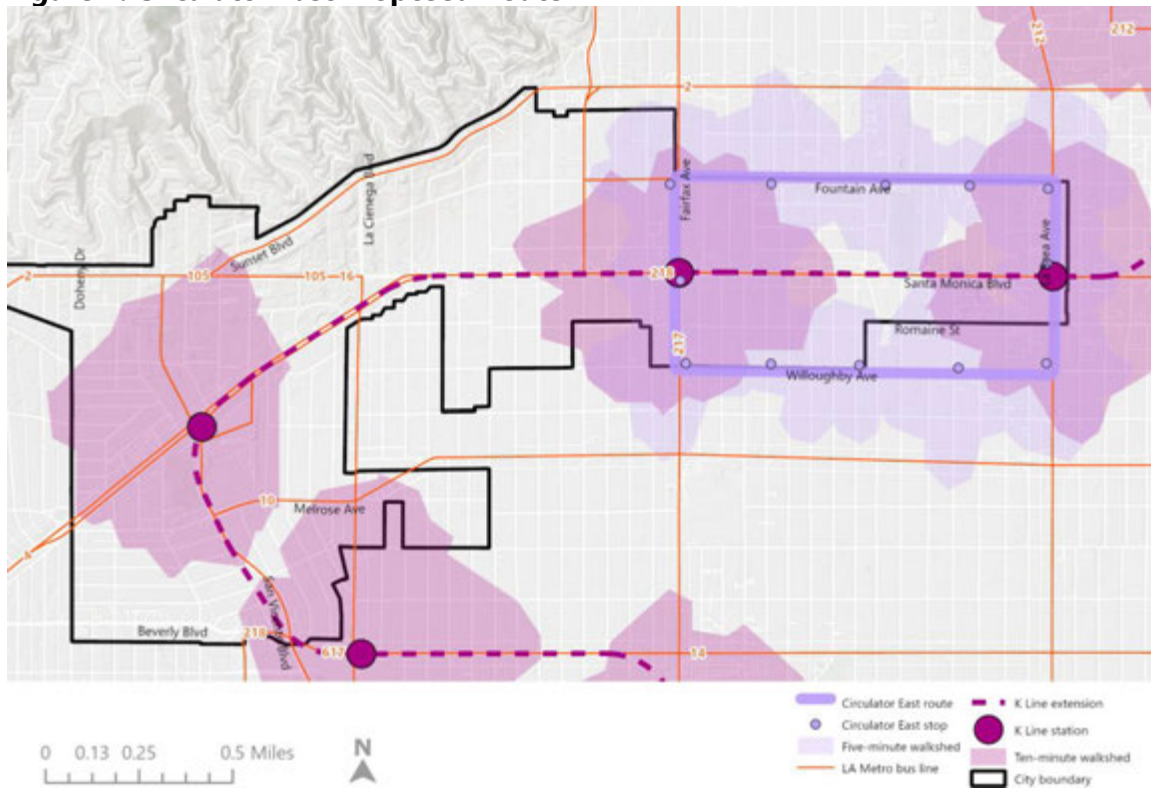 2
212
212
Fairfax Ave
Fountain Ave
La Cienega Blvd
Sunset Blvd
Doheny Dr
2
105
105
16
218
Santa Monica Blvd
Romaine St
217
Willoughby Ave
10
Melrose Ave
4
Beverly Blvd
218
617
14
0 0.13 0.25 0.5 Miles
N
Circulator East route
Circulator East stop
Five-minute walkshed
LA Metro bus line
K Line extension
K Line station
Ten-minute walkshed
City boundary